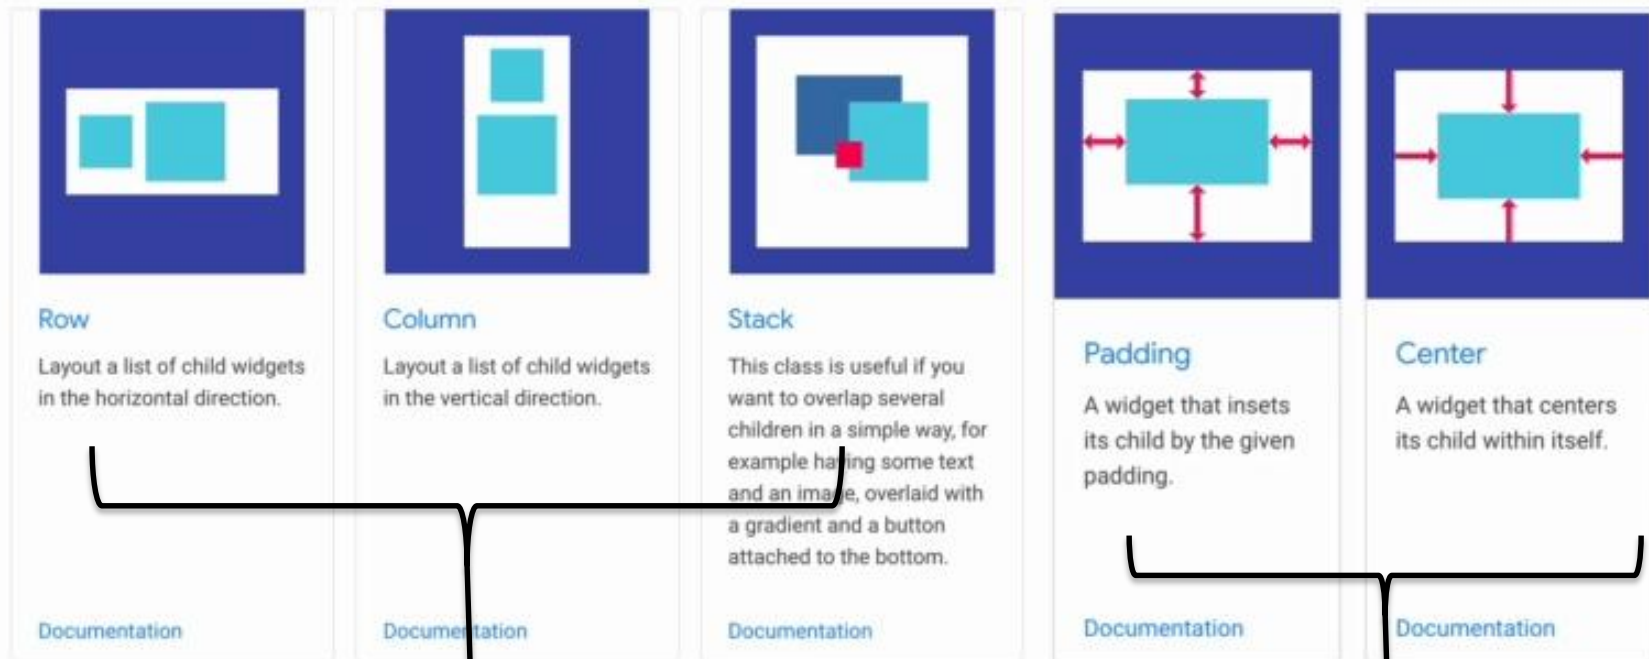 Row
Layout a list of child widgets
in the horizontal direction.
Documentation
Column
Layout a list of child widgets
in the vertical direction.
Documentation
Stack
This class is useful if you
want to overlap several
children in a simple way, for
example having some text
and an image, overlaid with
a gradient and a button
attached to the bottom.
Documentation
Padding
A widget that insets
its child by the given
padding.
Documentation
Center
A widget that centers
its child within itself.
Documentation